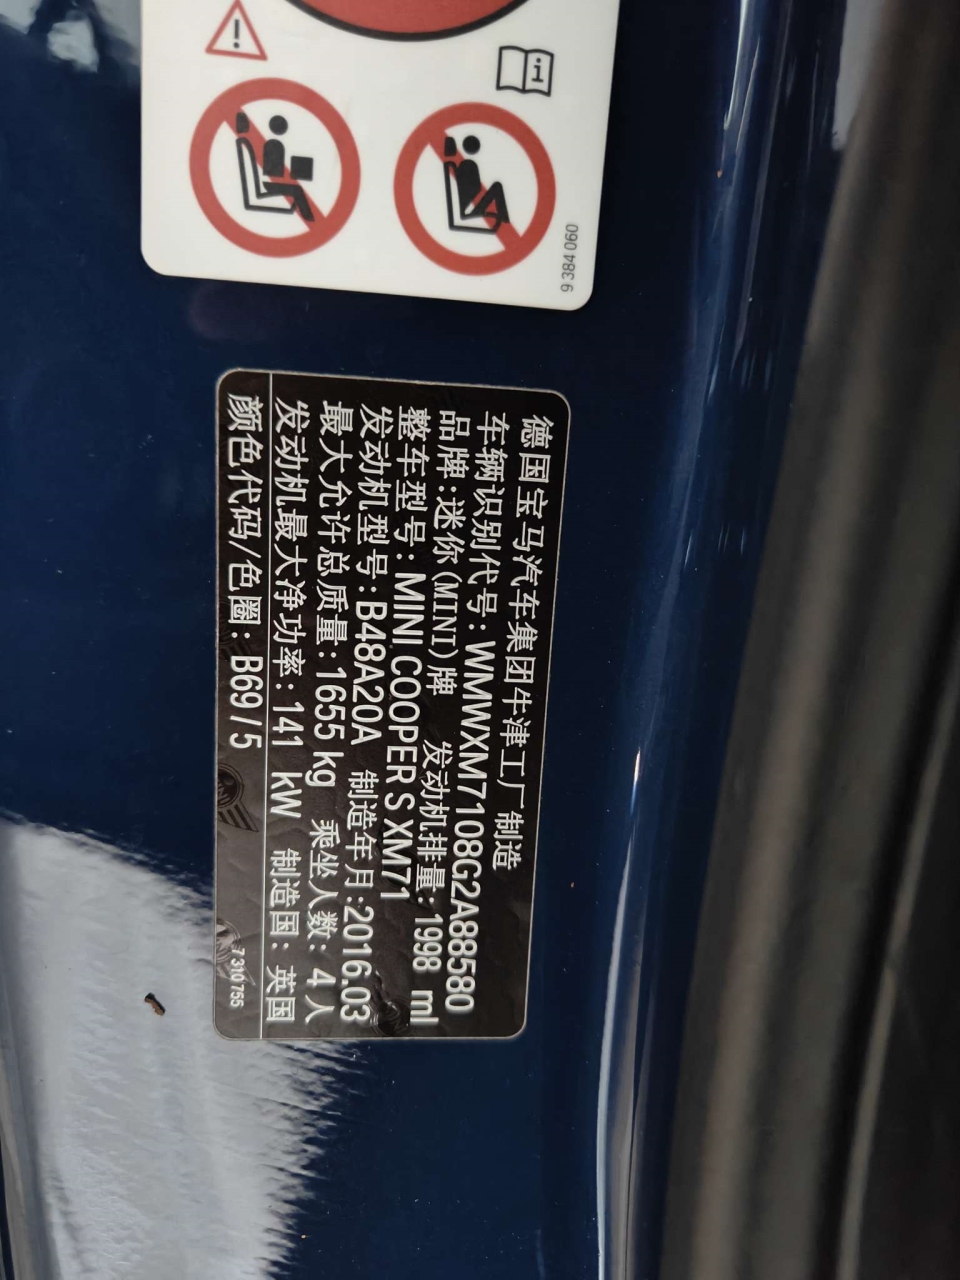 9 384 060
德国宝马汽车集团牛津工厂制造
车辆识别代号: WMWXM7108G2A88580
品牌:迷你(MINI)牌 发动机排量: 1998 ml
整车型号: MINI COOPER S XM71
发动机型号: B48A20A 制造年月:2016.03
最大允许总质量: 1655 kg 乘坐人数: 4 人
发动机最大净功率: 141 kW 制造国: 英国
颜色代码/色圈: B69 / 5
7 310 755